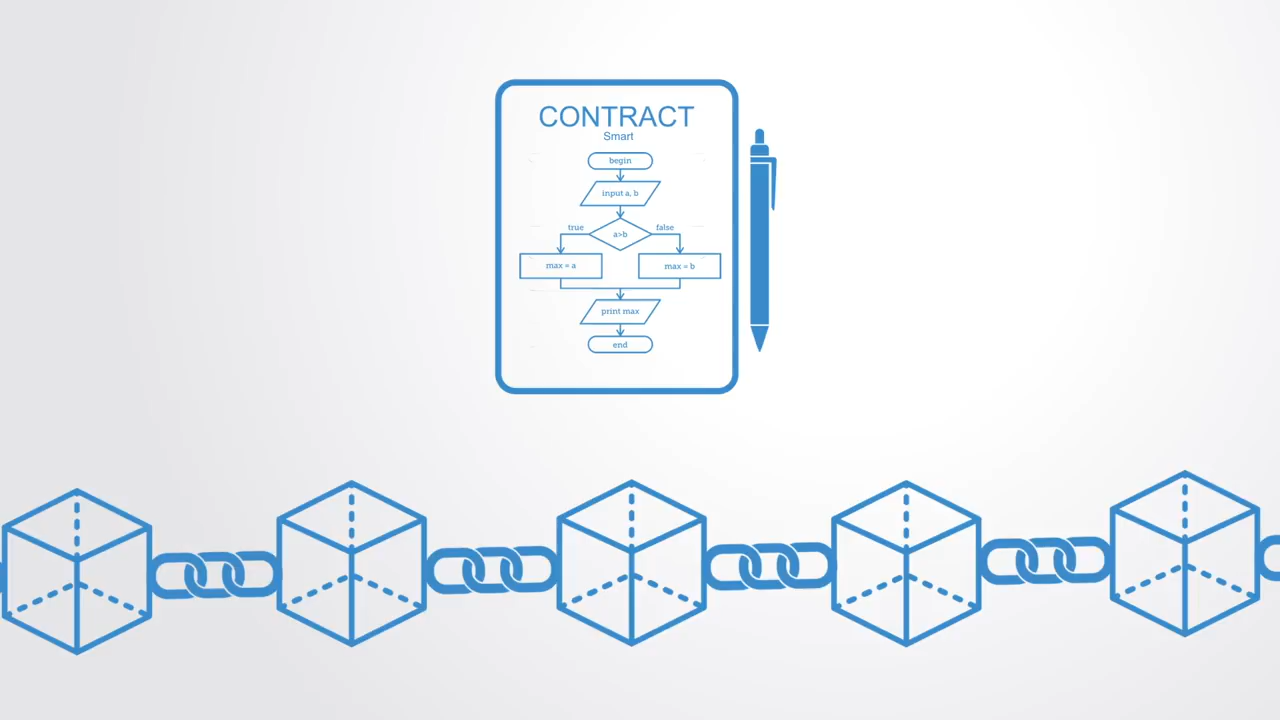 CONTRACT
Smart
begin
input a, b
true
a>b
false
max = a
max = b
print max
end